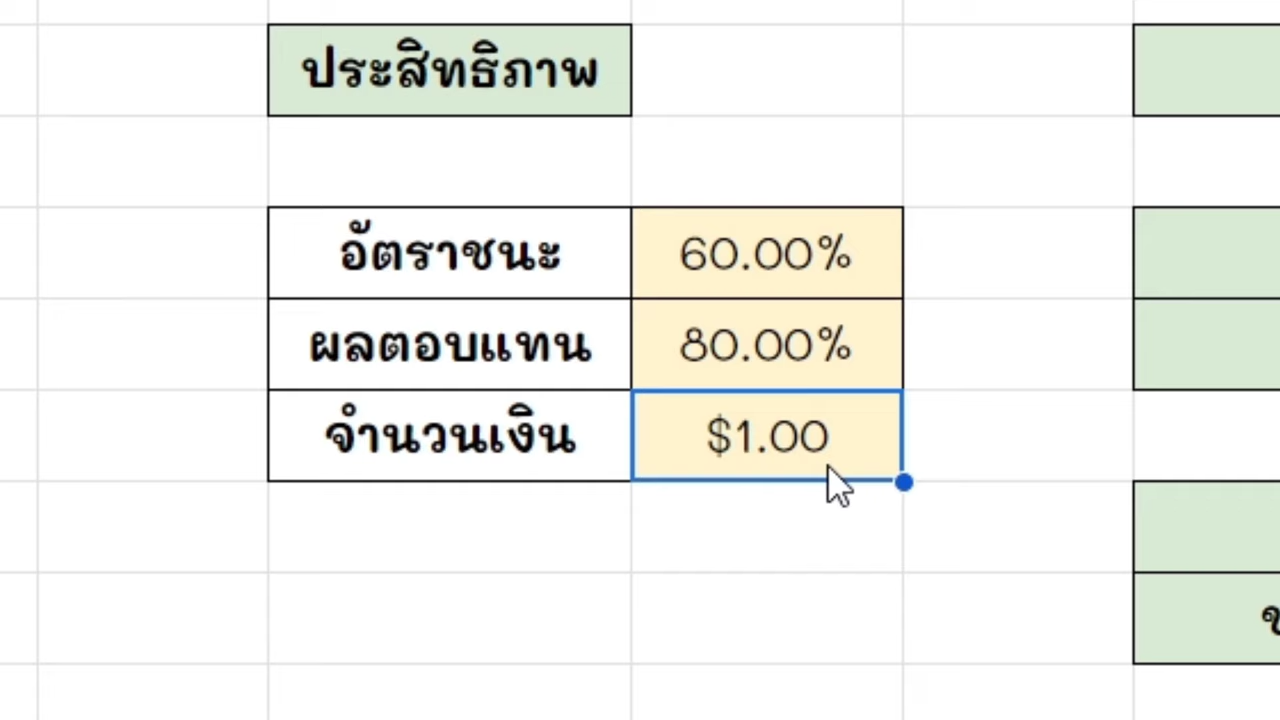 ประสิทธิภาพ
อัตราชนะ 60.00%
ผลตอบแทน 80.00%
จำนวนเงิน $1.00